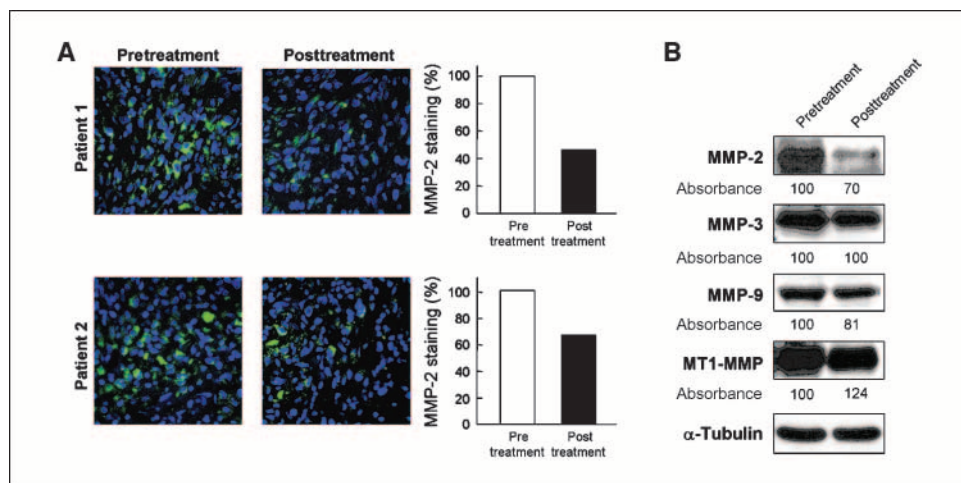 A
Pretreatment
Posttreatment
Patient 1
MMP-2 staining (%)
100
80
60
40
20
0
Pre
treatment
Post
treatment
Patient 2
MMP-2 staining (%)
100
80
60
40
20
0
Pre
treatment
Post
treatment
B
Pretreatment
Posttreatment
MMP-2
Absorbance 100 70
MMP-3
Absorbance 100 100
MMP-9
Absorbance 100 81
MT1-MMP
Absorbance 100 124
α-Tubulin